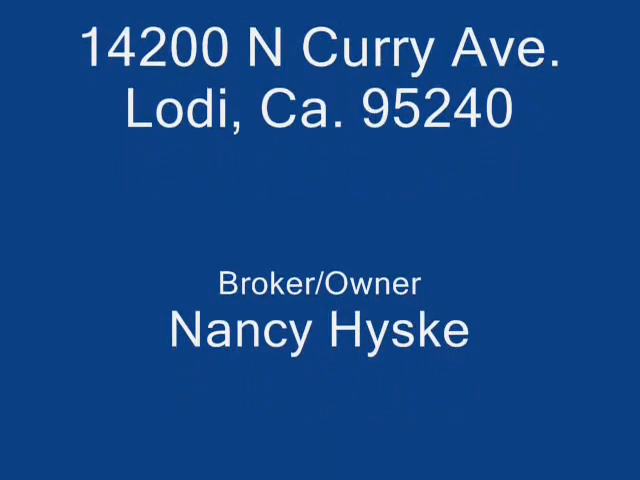 14200 N Curry Ave.
Lodi, Ca. 95240
Broker/Owner
Nancy Hyske